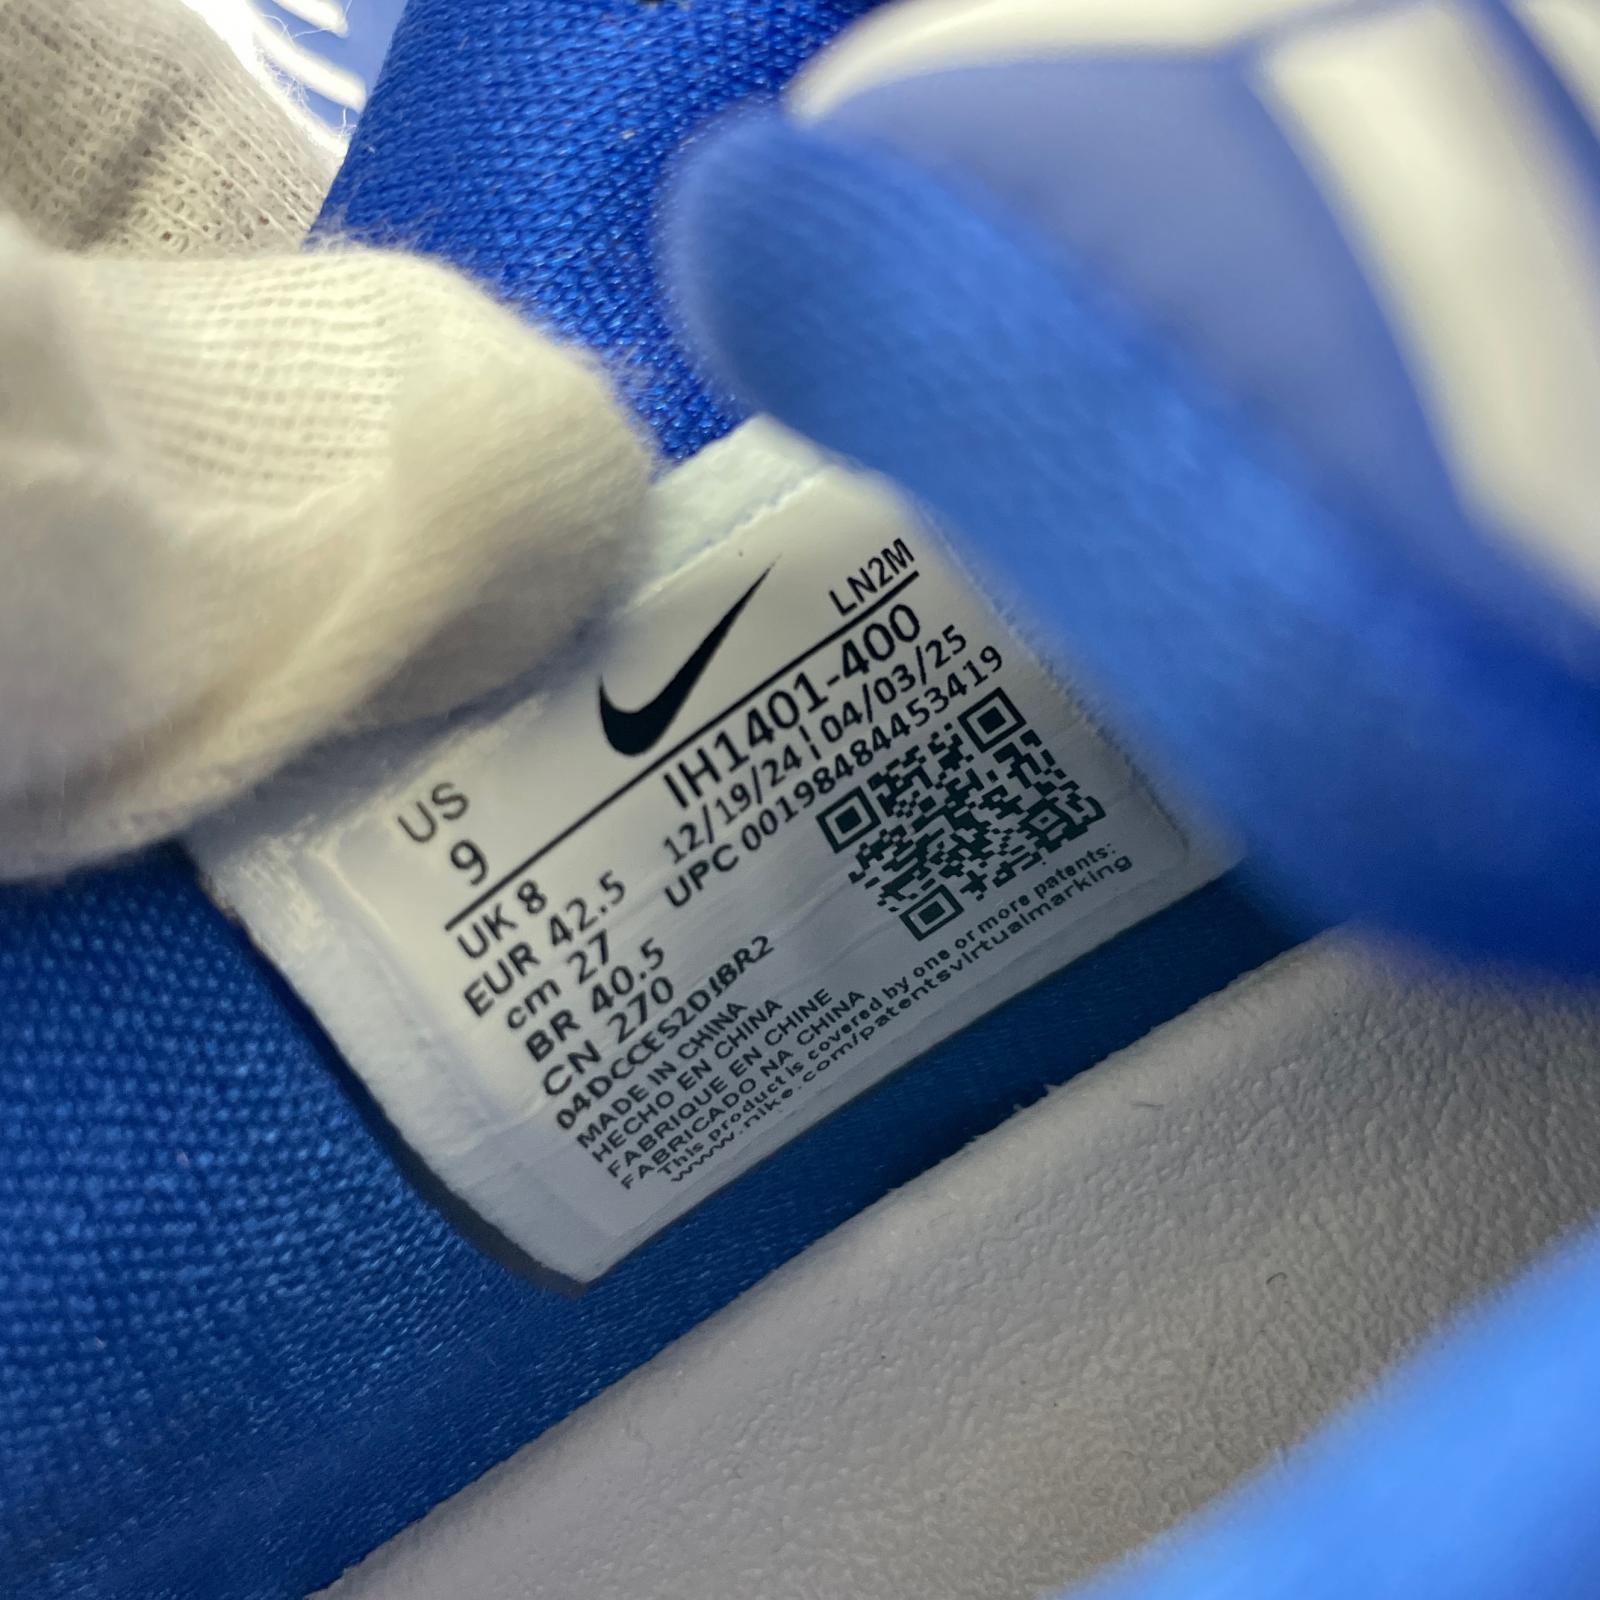 LN2M
US
9
IH1401-400
12/19/24 | 04/03/25
UPC 00198484453419
UK 8
EUR 42.5
cm 27
BR 40.5
CN 270
04DCCES2DIBR2
MADE IN CHINA
HECHO EN CHINA
FABRIQUE EN CHINE
FABRICADO NA CHINA
This product is covered by one or more patents:
www.nike.com/patentsvirtualmarking